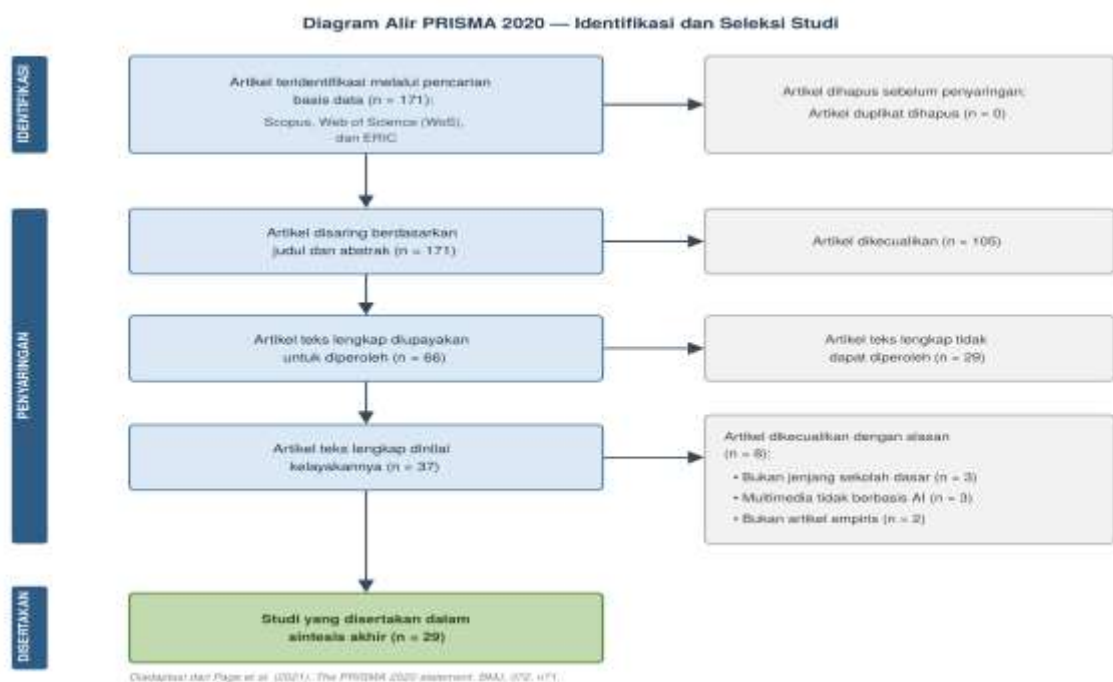 Diagram Alir PRISMA 2020 — Identifikasi dan Seleksi Studi
IDENTIFIKASI
Artikel teridentifikasi melalui pencarian
basis data (n = 171):
Scopus, Web of Science (WoS),
dan ERIC
Artikel dihapus sebelum penyaringan:
Artikel duplikat dihapus (n = 0)
PENYARINGAN
Artikel disaring berdasarkan
judul dan abstrak (n = 171)
Artikel dikecualikan (n = 105)
Artikel teks lengkap diupayakan
untuk diperoleh (n = 66)
Artikel teks lengkap tidak
dapat diperoleh (n = 29)
Artikel teks lengkap dinilai
kelayakannya (n = 37)
Artikel dikecualikan dengan alasan
(n = 8):
• Bukan jenjang sekolah dasar (n = 3)
• Multimedia tidak berbasis AI (n = 3)
• Bukan artikel empiris (n = 2)
DISERTAKAN
Studi yang disertakan dalam
sintesis akhir (n = 29)
Diadaptasi dari Page et al. (2021). The PRISMA 2020 statement. BMJ, 372, n71.